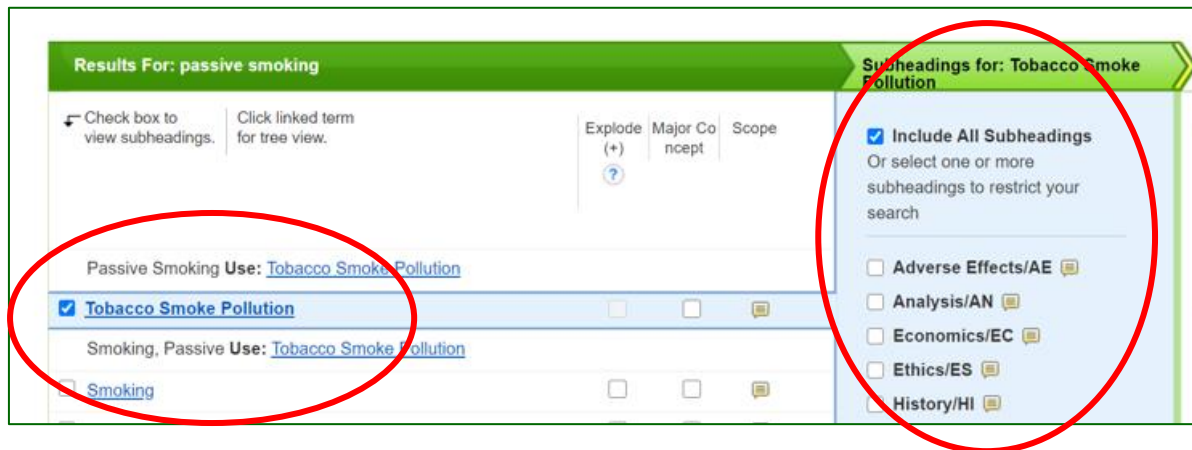 Results For: passive smoking
Check box to
view subheadings.
Click linked term
for tree view.
Explode
(+)
?
Major Co
ncept
Scope
Passive Smoking Use: Tobacco Smoke Pollution
Tobacco Smoke Pollution
Smoking, Passive Use: Tobacco Smoke Pollution
Smoking
Subheadings for: Tobacco Smoke
Pollution
Include All Subheadings
Or select one or more
subheadings to restrict your
search
Adverse Effects/AE
Analysis/AN
Economics/EC
Ethics/ES
History/HI